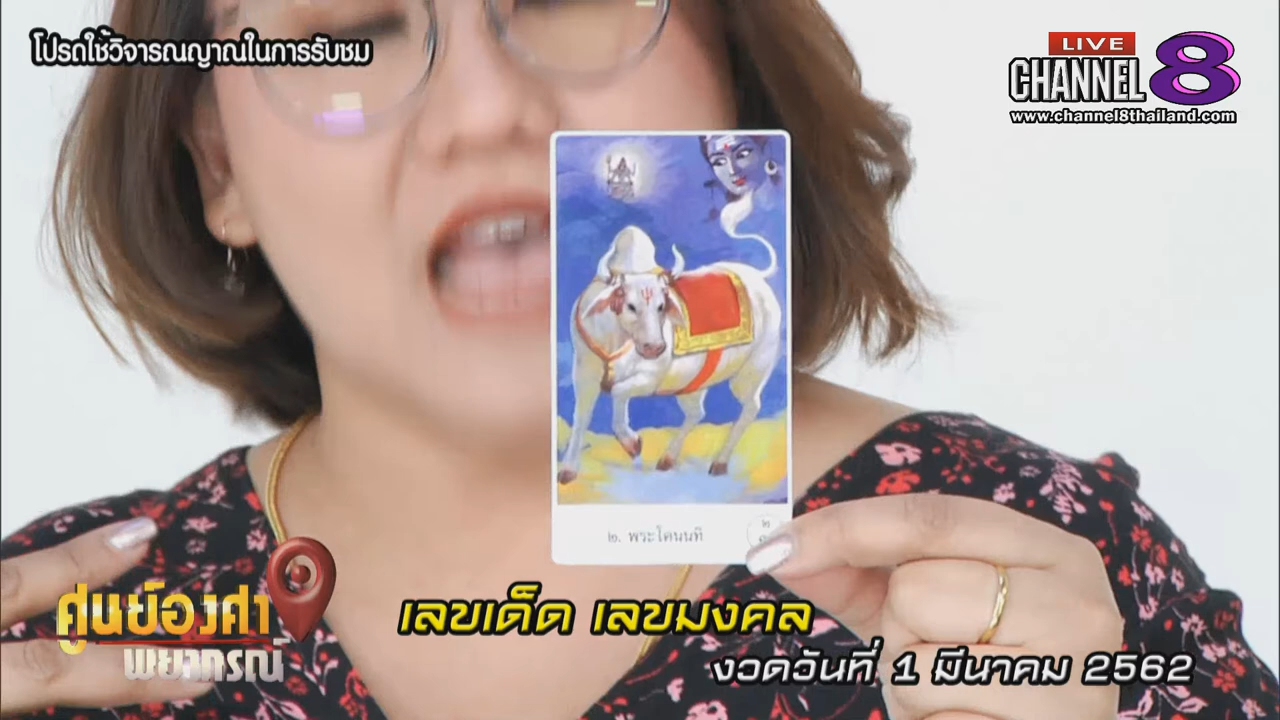 โปรดใช้วิจารณญาณในการรับชม
LIVE
CHANNEL 8
www.channel8thailand.com
๒. พระโคนนทิ
๒
ศูนย์องศา
พยากรณ์
เลขเด็ด เลขมงคล
งวดวันที่ 1 มีนาคม 2562